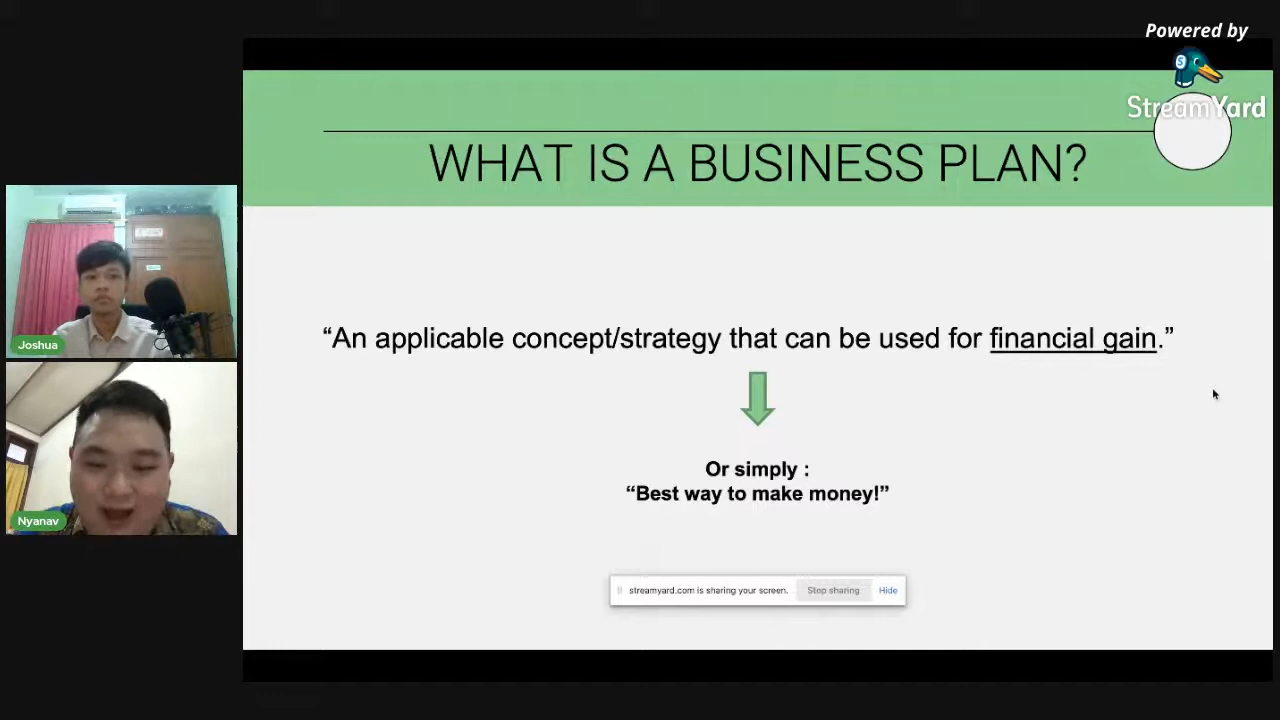 Powered by
StreamYard
WHAT IS A BUSINESS PLAN?
“An applicable concept/strategy that can be used for financial gain.”
Or simply :
“Best way to make money!”
streamyard.com is sharing your screen.
Stop sharing
Hide
Joshua
Nyanav